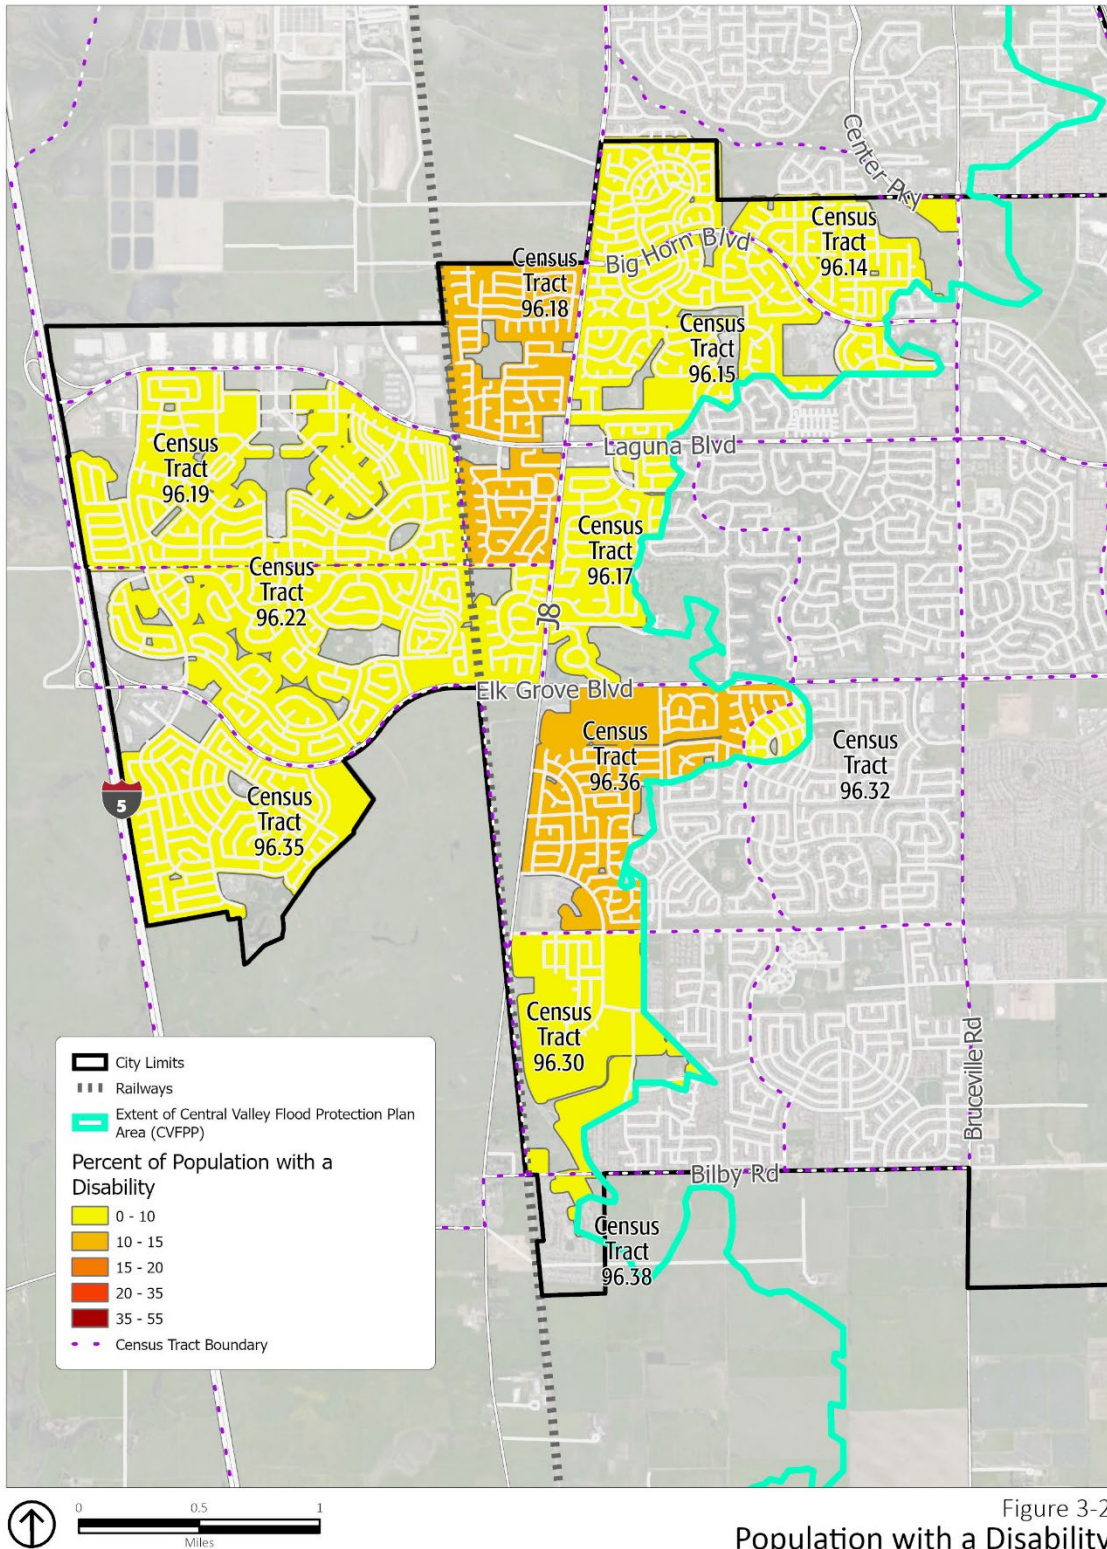 Center Pky
Census
Tract
96.14
Big Horn Blvd
Census
Tract
96.18
Census
Tract
96.15
Laguna Blvd
Census
Tract
96.19
Census
Tract
96.17
Census
Tract
96.22
J8
Elk Grove Blvd
Census
Tract
96.36
Census
Tract
96.32
5
Census
Tract
96.35
Census
Tract
96.30
Bruceville Rd
Bilby Rd
Census
Tract
96.38
City Limits
Railways
Extent of Central Valley Flood Protection Plan
Area (CVFPP)
Percent of Population with a
Disability
0 - 10
10 - 15
15 - 20
20 - 35
35 - 55
Census Tract Boundary
0 0.5 1
Miles
Figure 3-2
Population with a Disability